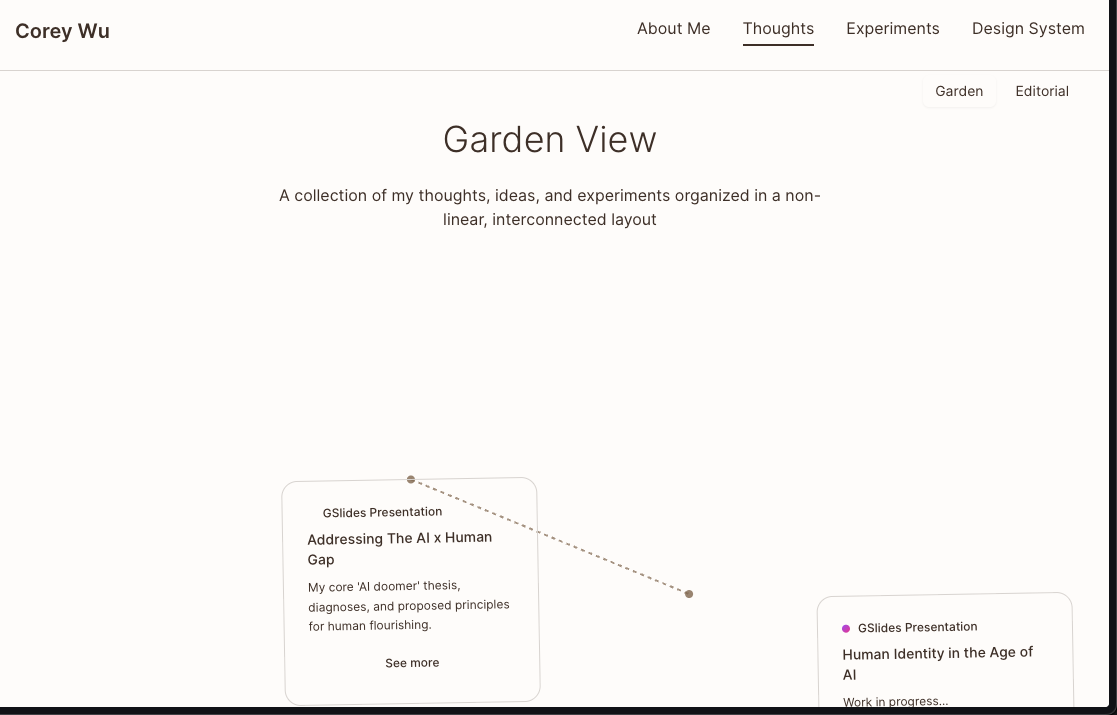 Corey Wu
About Me
Thoughts
Experiments
Design System
Garden
Editorial
Garden View
A collection of my thoughts, ideas, and experiments organized in a non-
linear, interconnected layout
GSlides Presentation
Addressing The AI x Human
Gap
My core 'AI doomer' thesis,
diagnoses, and proposed principles
for human flourishing.
See more
GSlides Presentation
Human Identity in the Age of
AI
Work in progress...